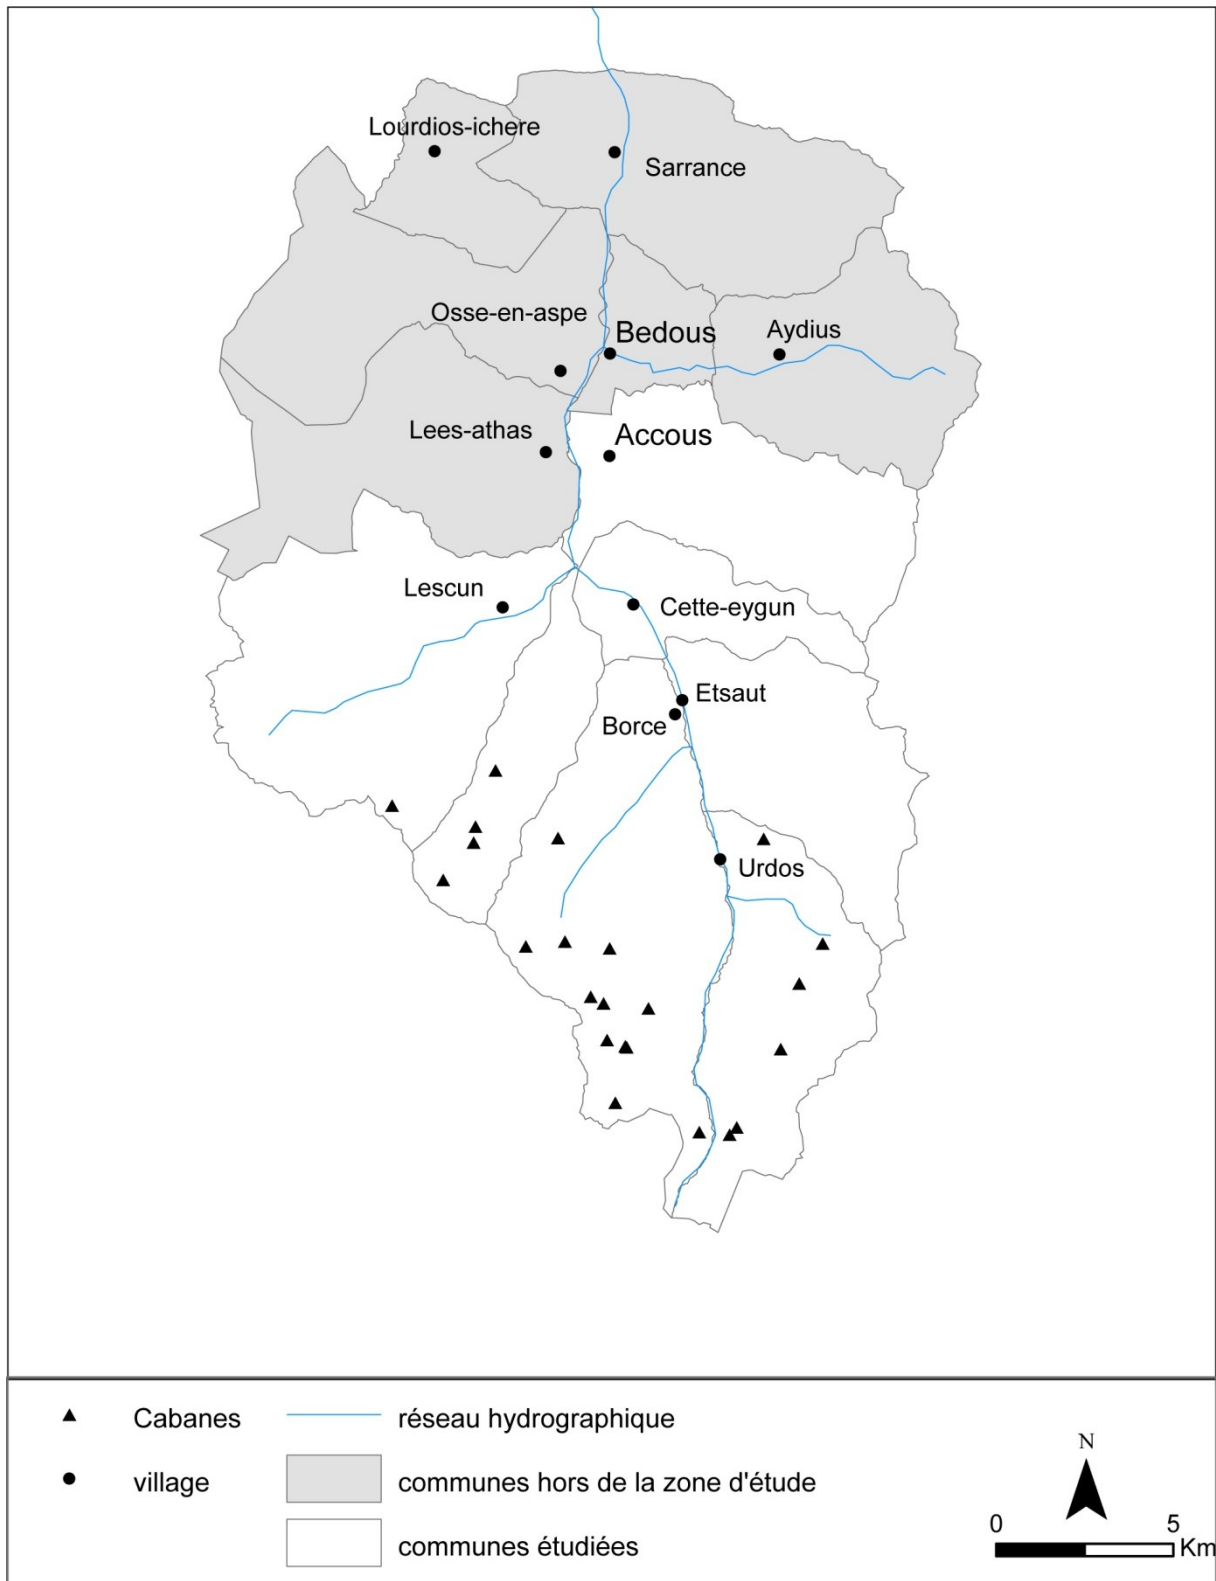 Lourdios-ichere
Sarrance
Osse-en-aspe
Bedous
Aydius
Lees-athas
Accous
Lescun
Cette-eygun
Etsaut
Borce
Urdos
Cabanes
réseau hydrographique
village
communes hors de la zone d'étude
communes étudiées
N
0 5
Km